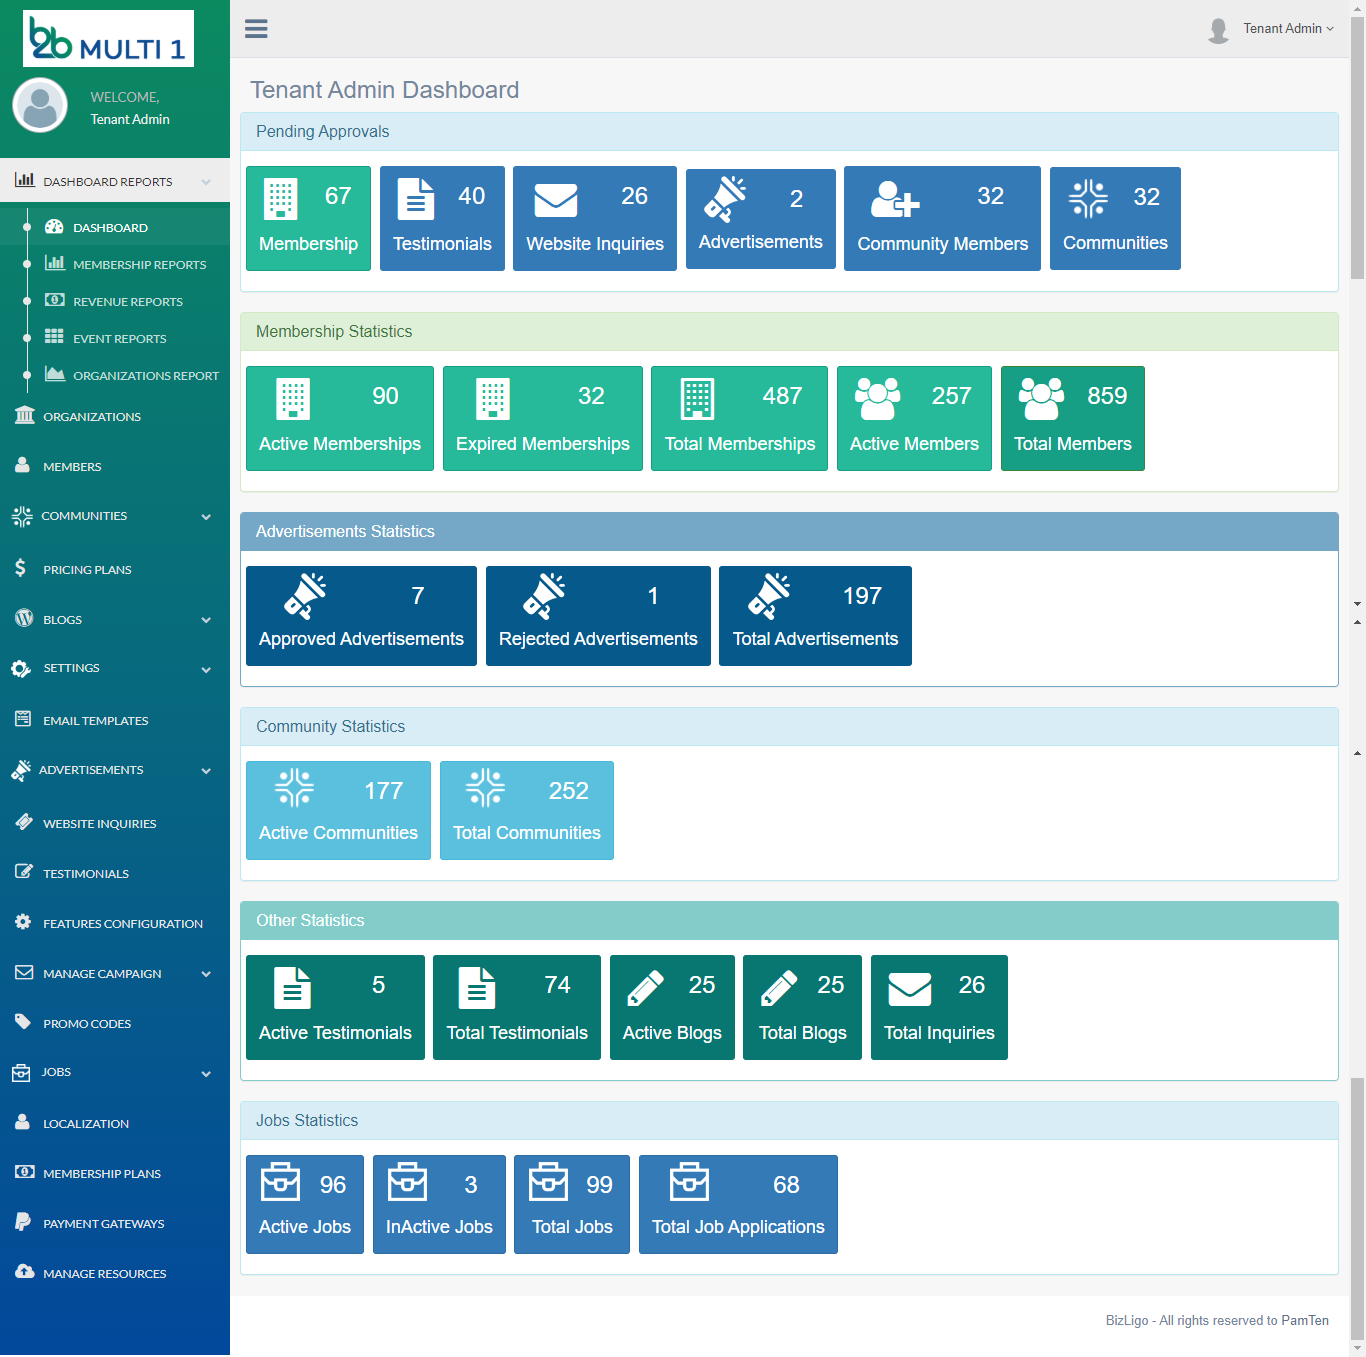 b2b MULTI 1
WELCOME,
Tenant Admin
DASHBOARD REPORTS
DASHBOARD
MEMBERSHIP REPORTS
REVENUE REPORTS
EVENT REPORTS
ORGANIZATIONS REPORT
ORGANIZATIONS
MEMBERS
COMMUNITIES
PRICING PLANS
BLOGS
SETTINGS
EMAIL TEMPLATES
ADVERTISEMENTS
WEBSITE INQUIRIES
TESTIMONIALS
FEATURES CONFIGURATION
MANAGE CAMPAIGN
PROMO CODES
JOBS
LOCALIZATION
MEMBERSHIP PLANS
PAYMENT GATEWAYS
MANAGE RESOURCES
Tenant Admin
Tenant Admin Dashboard
Pending Approvals
67
Membership
40
Testimonials
26
Website Inquiries
2
Advertisements
32
Community Members
32
Communities
Membership Statistics
90
Active Memberships
32
Expired Memberships
487
Total Memberships
257
Active Members
859
Total Members
Advertisements Statistics
7
Approved Advertisements
1
Rejected Advertisements
197
Total Advertisements
Community Statistics
177
Active Communities
252
Total Communities
Other Statistics
5
Active Testimonials
74
Total Testimonials
25
Active Blogs
25
Total Blogs
26
Total Inquiries
Jobs Statistics
96
Active Jobs
3
InActive Jobs
99
Total Jobs
68
Total Job Applications
BizLigo - All rights reserved to PamTen